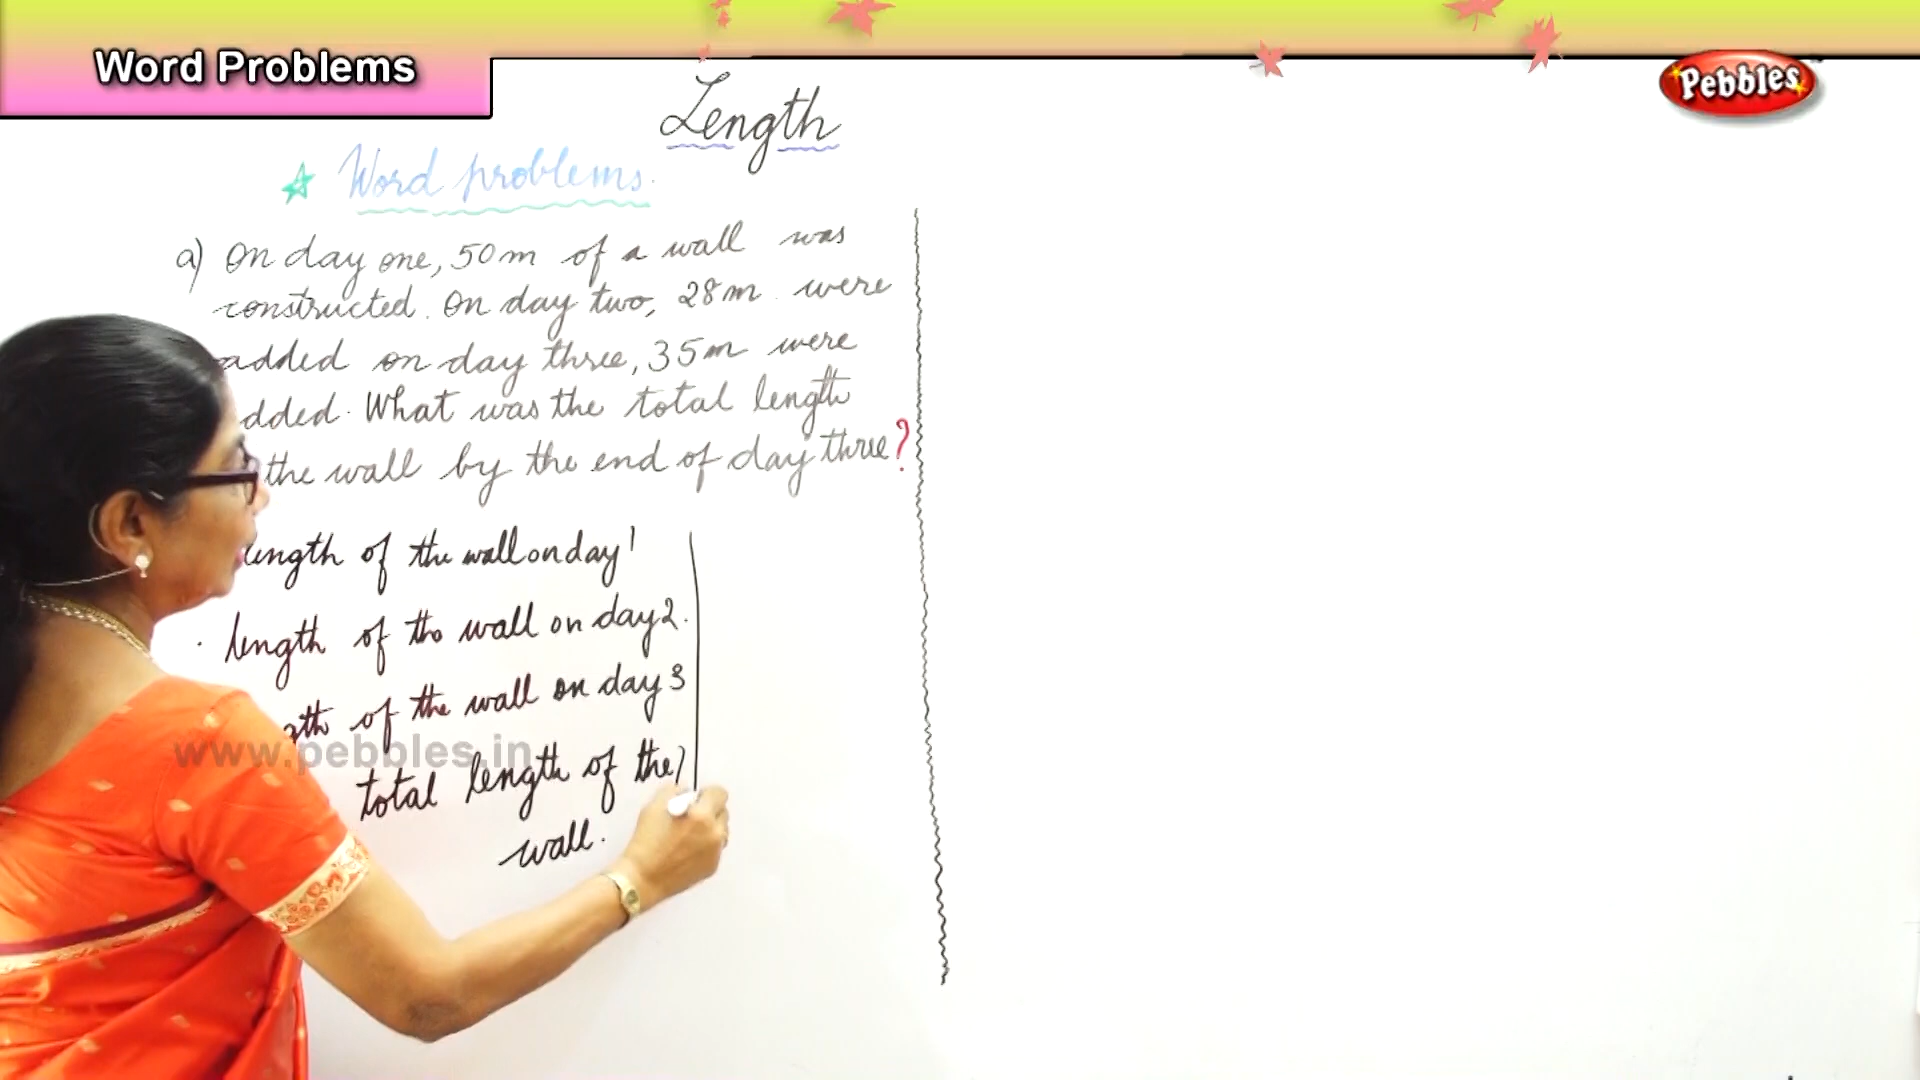 Word Problems
Pebbles
Length
Word problems.
a) On day one, 50m of a wall was
constructed. On day two, 28m were
added on day three, 35m were
dded. What was the total length
the wall by the end of day three?
length of the wall on day 1
. length of the wall on day 2.
gth of the wall on day 3
www.pebbles.in
total length of the
wall.